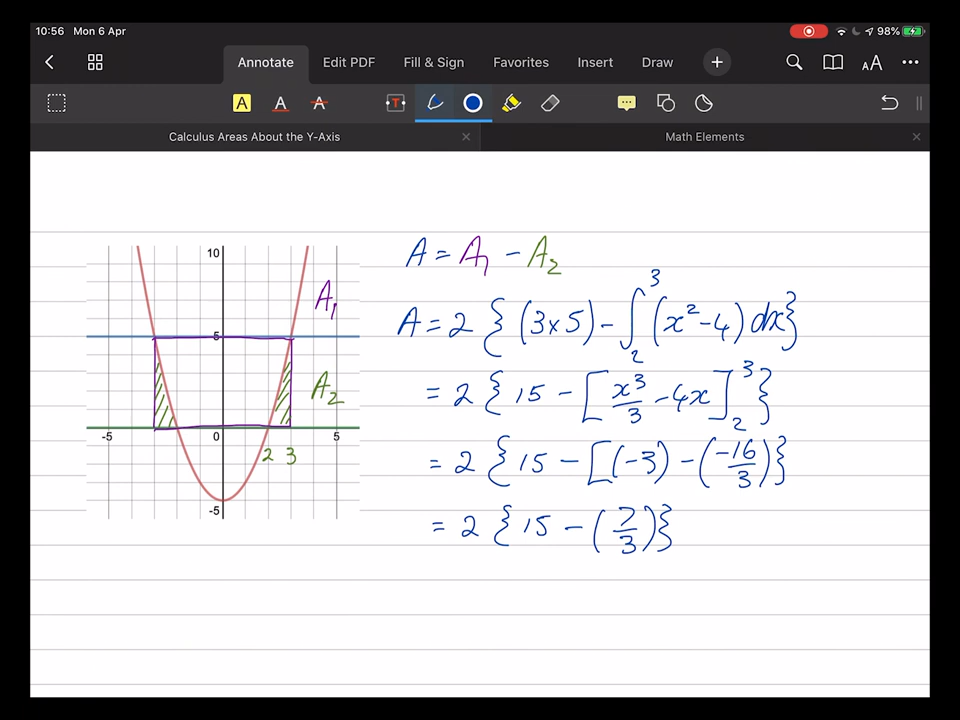 10:56 Mon 6 Apr 98%
Annotate Edit PDF Fill & Sign Favorites Insert Draw
A A A T AA
Calculus Areas About the Y-Axis × Math Elements ×
10
5
-5 0 5
-5
A₁
A₂
2 3
A = A₁ - A₂
A = 2 { (3×5) - ∫₂³ (x² - 4) dx }
= 2 { 15 - [ x³/3 - 4x ]₂³ }
= 2 { 15 - [ (-3) - (-16/3) }
= 2 { 15 - (7/3) }